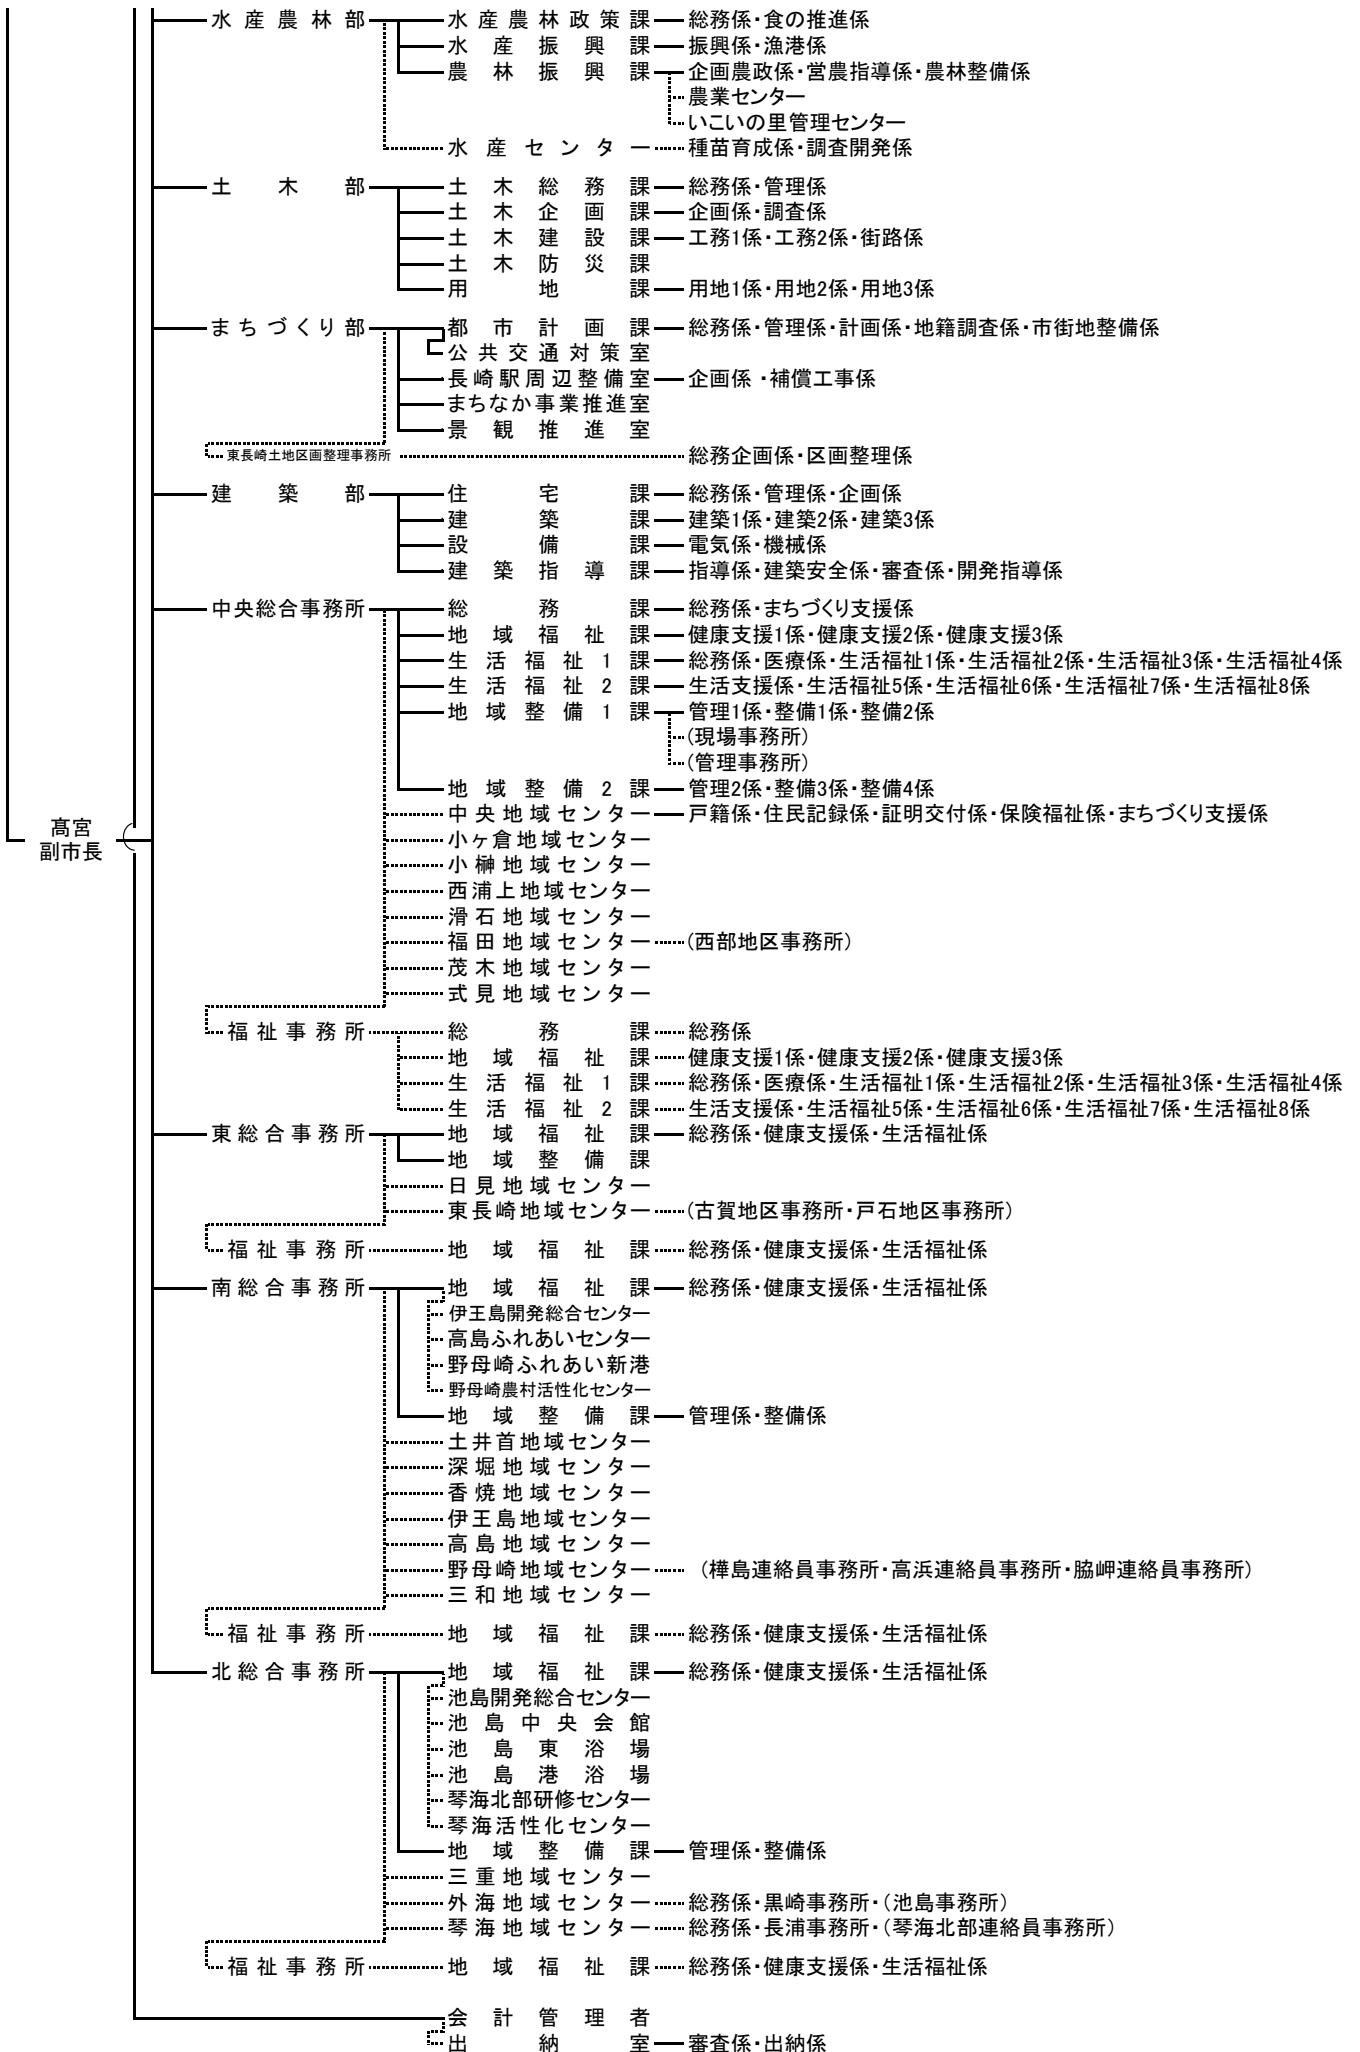 水産農林部 水産農林政策課 総務係・食の推進係
水産振興課 振興係・漁港係
農林振興課 企画農政係・営農指導係・農林整備係
農業センター
いこいの里管理センター
水産センター 種苗育成係・調査開発係
土木部 土木総務課 総務係・管理係
土木企画課 企画係・調査係
土木建設課 工務1係・工務2係・街路係
土木防災課
用地課 用地1係・用地2係・用地3係
まちづくり部 都市計画課 総務係・管理係・計画係・地籍調査係・市街地整備係
公共交通対策室
長崎駅周辺整備室 企画係・補償工事係
まちなか事業推進室
景観推進室
東長崎土地区画整理事務所 総務企画係・区画整理係
建築部 住宅課 総務係・管理係・企画係
建築課 建築1係・建築2係・建築3係
設備課 電気係・機械係
建築指導課 指導係・建築安全係・審査係・開発指導係
中央総合事務所 総務課 総務係・まちづくり支援係
地域福祉課 健康支援1係・健康支援2係・健康支援3係
生活福祉1課 総務係・医療係・生活福祉1係・生活福祉2係・生活福祉3係・生活福祉4係
生活福祉2課 生活支援係・生活福祉5係・生活福祉6係・生活福祉7係・生活福祉8係
地域整備1課 管理1係・整備1係・整備2係
(現場事務所)
(管理事務所)
地域整備2課 管理2係・整備3係・整備4係
中央地域センター 戸籍係・住民記録係・証明交付係・保険福祉係・まちづくり支援係
髙宮
副市長
小ヶ倉地域センター
小榊地域センター
西浦上地域センター
滑石地域センター
福田地域センター (西部地区事務所)
茂木地域センター
式見地域センター
福祉事務所 総務課 総務係
地域福祉課 健康支援1係・健康支援2係・健康支援3係
生活福祉1課 総務係・医療係・生活福祉1係・生活福祉2係・生活福祉3係・生活福祉4係
生活福祉2課 生活支援係・生活福祉5係・生活福祉6係・生活福祉7係・生活福祉8係
東総合事務所 地域福祉課 総務係・健康支援係・生活福祉係
地域整備課
日見地域センター
東長崎地域センター (古賀地区事務所・戸石地区事務所)
福祉事務所 地域福祉課 総務係・健康支援係・生活福祉係
南総合事務所 地域福祉課 総務係・健康支援係・生活福祉係
伊王島開発総合センター
高島ふれあいセンター
野母崎ふれあい新港
野母崎農村活性化センター
地域整備課 管理係・整備係
土井首地域センター
深堀地域センター
香焼地域センター
伊王島地域センター
高島地域センター
野母崎地域センター (樺島連絡員事務所・高浜連絡員事務所・脇岬連絡員事務所)
三和地域センター
福祉事務所 地域福祉課 総務係・健康支援係・生活福祉係
北総合事務所 地域福祉課 総務係・健康支援係・生活福祉係
池島開発総合センター
池島中央会館
池島東浴場
池島港浴場
琴海北部研修センター
琴海活性化センター
地域整備課 管理係・整備係
三重地域センター
外海地域センター 総務係・黒崎事務所・(池島事務所)
琴海地域センター 総務係・長浦事務所・(琴海北部連絡員事務所)
福祉事務所 地域福祉課 総務係・健康支援係・生活福祉係
会計管理者
出納室 審査係・出納係